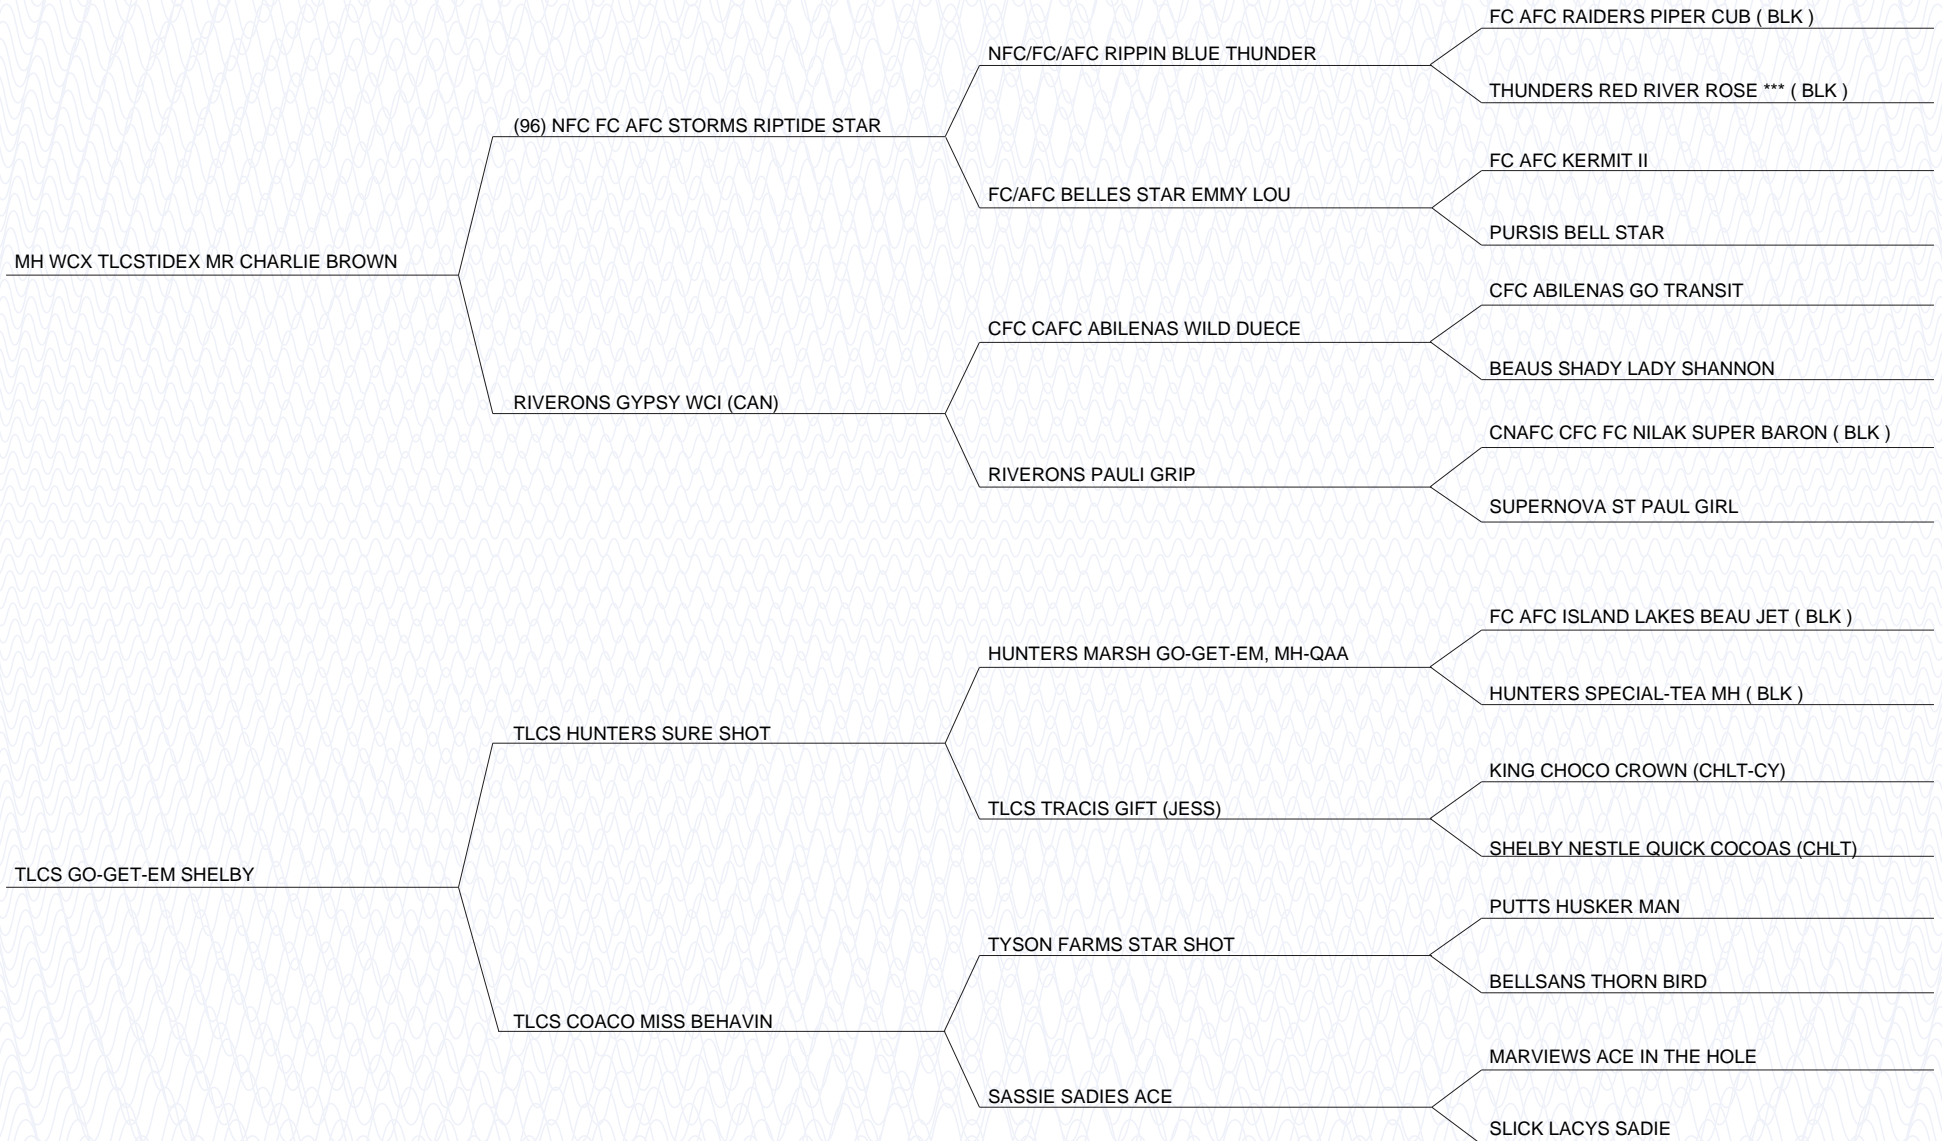 FC AFC RAIDERS PIPER CUB ( BLK )
NFC/FC/AFC RIPPIN BLUE THUNDER
THUNDERS RED RIVER ROSE *** ( BLK )
(96) NFC FC AFC STORMS RIPTIDE STAR
FC AFC KERMIT II
FC/AFC BELLES STAR EMMY LOU
PURSIS BELL STAR
MH WCX TLCSTIDEX MR CHARLIE BROWN
CFC ABILENAS GO TRANSIT
CFC CAFC ABILENAS WILD DUECE
BEAUS SHADY LADY SHANNON
RIVERONS GYPSY WCI (CAN)
CNAFC CFC FC NILAK SUPER BARON ( BLK )
RIVERONS PAULI GRIP
SUPERNOVA ST PAUL GIRL
FC AFC ISLAND LAKES BEAU JET ( BLK )
HUNTERS MARSH GO-GET-EM, MH-QAA
HUNTERS SPECIAL-TEA MH ( BLK )
TLCS HUNTERS SURE SHOT
KING CHOCO CROWN (CHLT-CY)
TLCS TRACIS GIFT (JESS)
SHELBY NESTLE QUICK COCOAS (CHLT)
TLCS GO-GET-EM SHELBY
PUTTS HUSKER MAN
TYSON FARMS STAR SHOT
BELLSANS THORN BIRD
TLCS COACO MISS BEHAVIN
MARVIEWS ACE IN THE HOLE
SASSIE SADIES ACE
SLICK LACYS SADIE